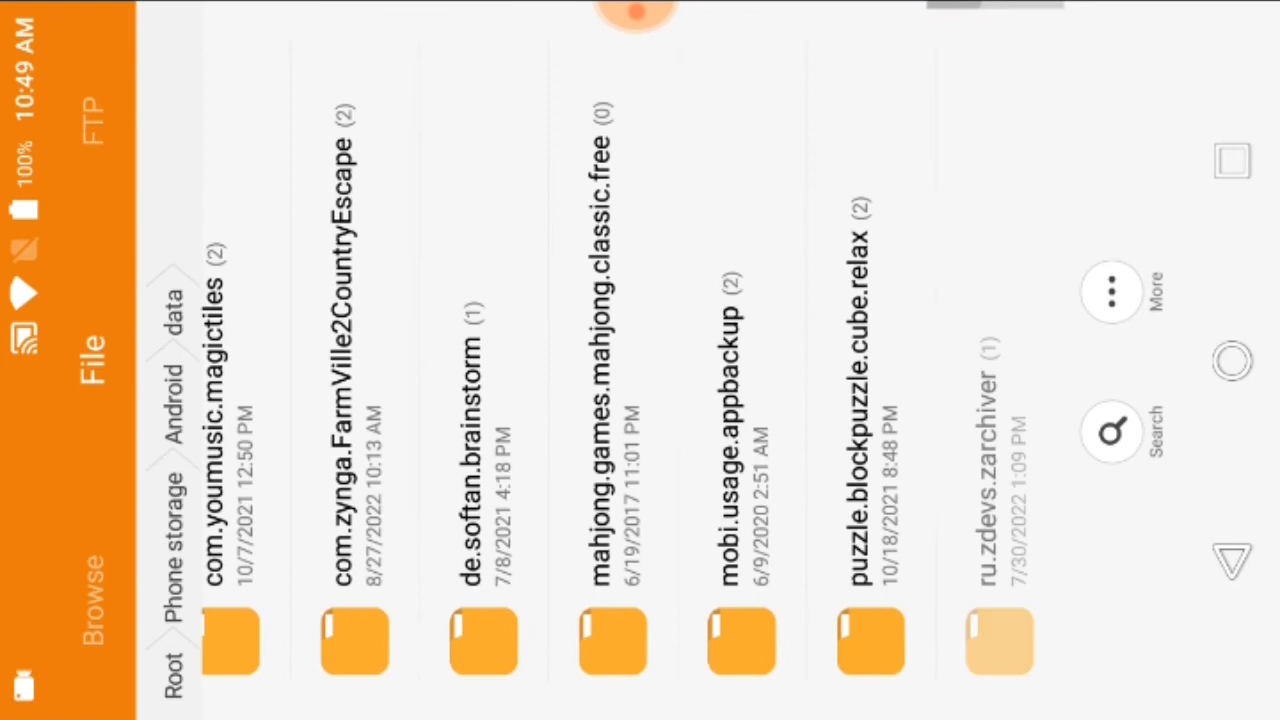 100% 10:49 AM
Browse File FTP
Root Phone storage Android data
com.youmusic.magictiles (2)
10/7/2021 12:50 PM
com.zynga.FarmVille2CountryEscape (2)
8/27/2022 10:13 AM
de.softan.brainstorm (1)
7/8/2021 4:18 PM
mahjong.games.mahjong.classic.free (0)
6/19/2017 11:01 PM
mobi.usage.appbackup (2)
6/9/2020 2:51 AM
puzzle.blockpuzzle.cube.relax (2)
10/18/2021 8:48 PM
ru.zdevs.zarchiver (1)
7/30/2022 1:09 PM
Search More